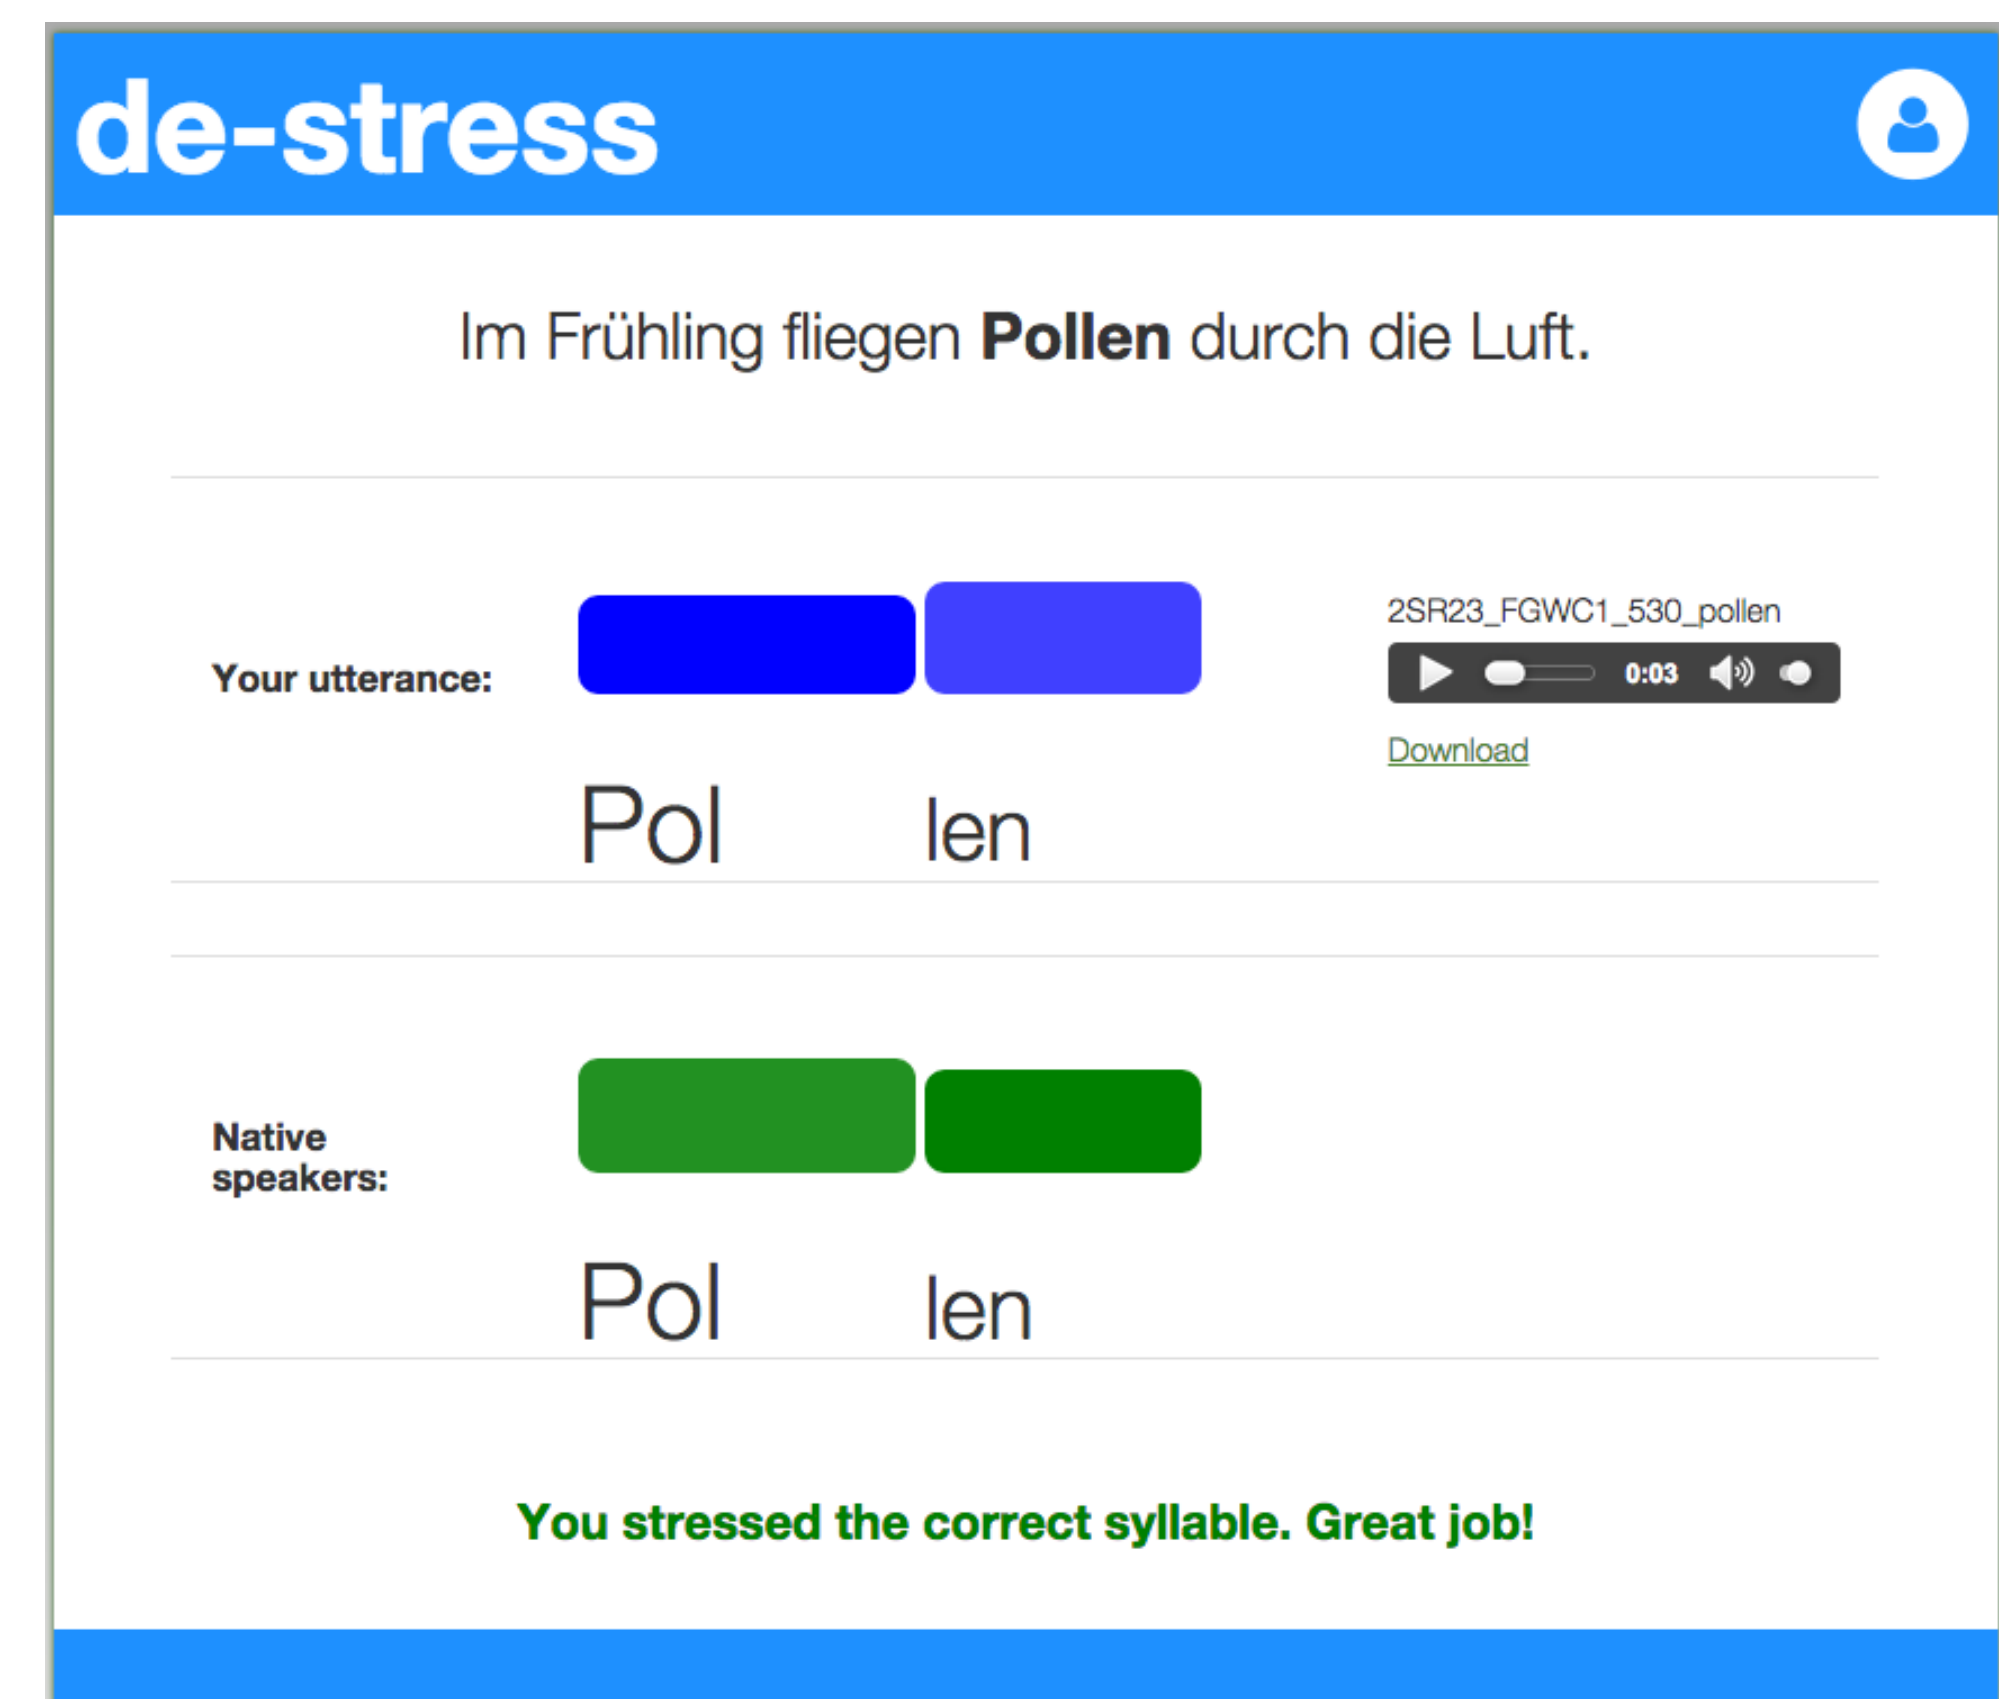 de-stress
Im Frühling fliegen Pollen durch die Luft.
2SR23_FGWC1_530_pollen
Your utterance:
0:03
Download
Pol len
Native
speakers:
Pol len
You stressed the correct syllable. Great job!